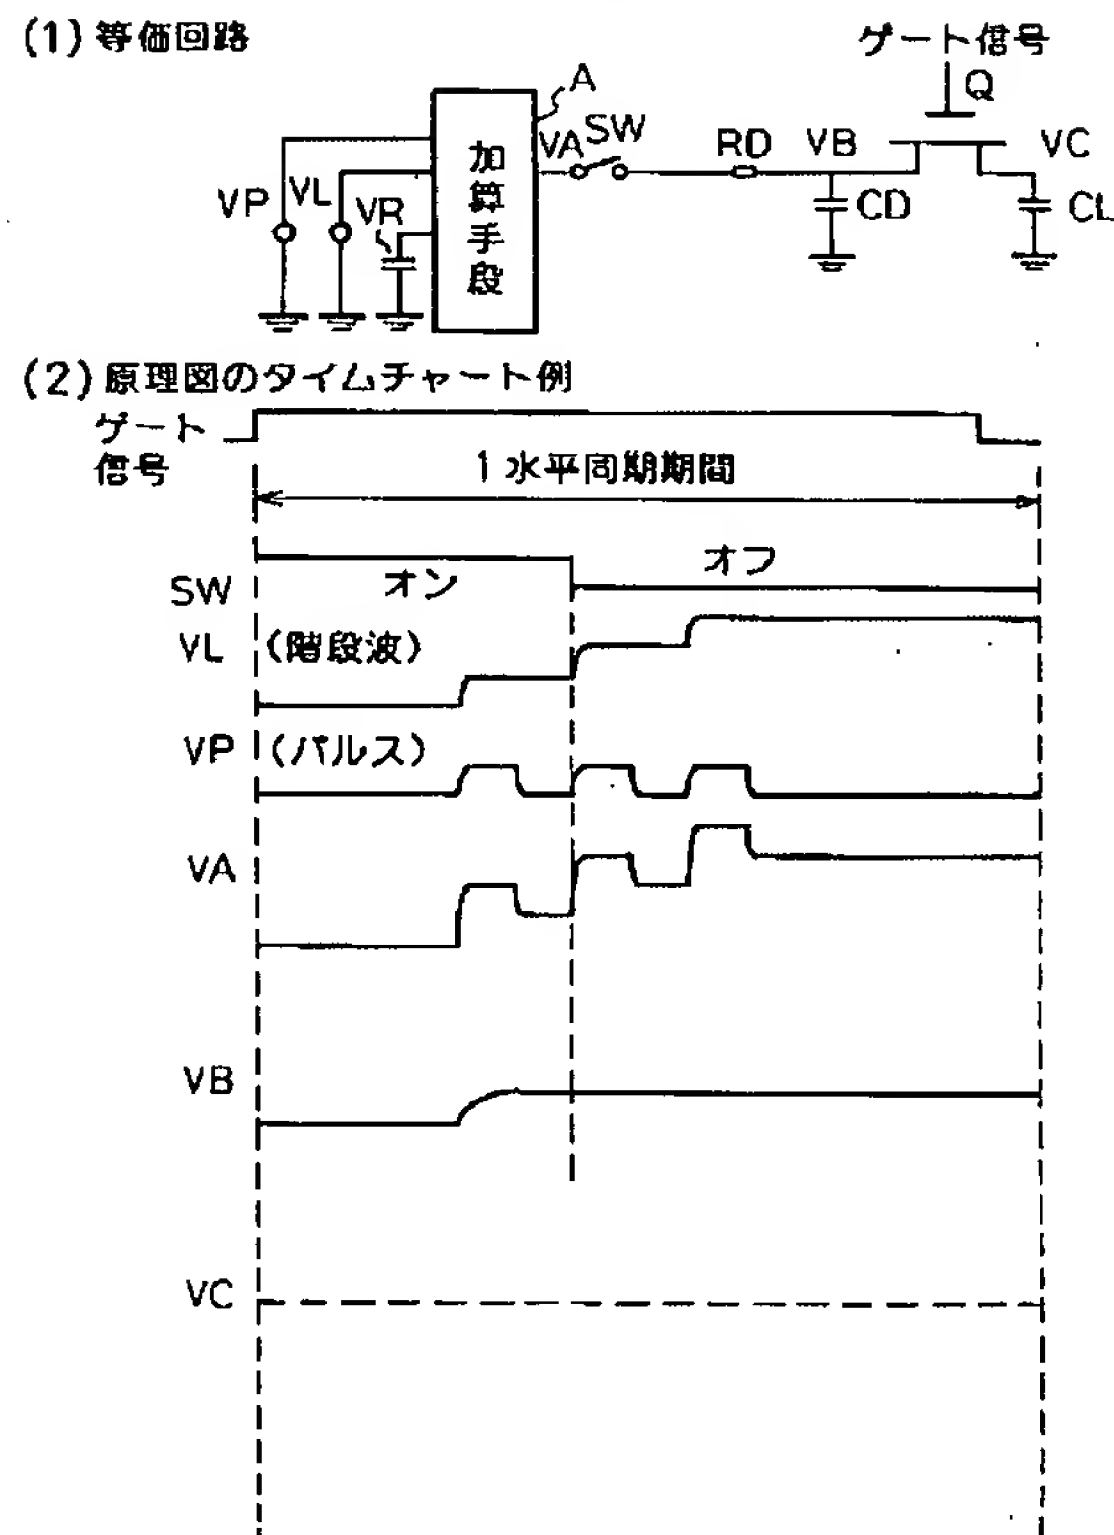 (1) 等価回路
ゲート信号
A
Q
VA
SW
RD
VB
VC
VP
VL
VR
加算手段
CD
CL
(2) 原理図のタイムチャート例
ゲート
信号
1水平同期期間
SW
オン
オフ
VL (階段波)
VP (パルス)
VA
VB
VC